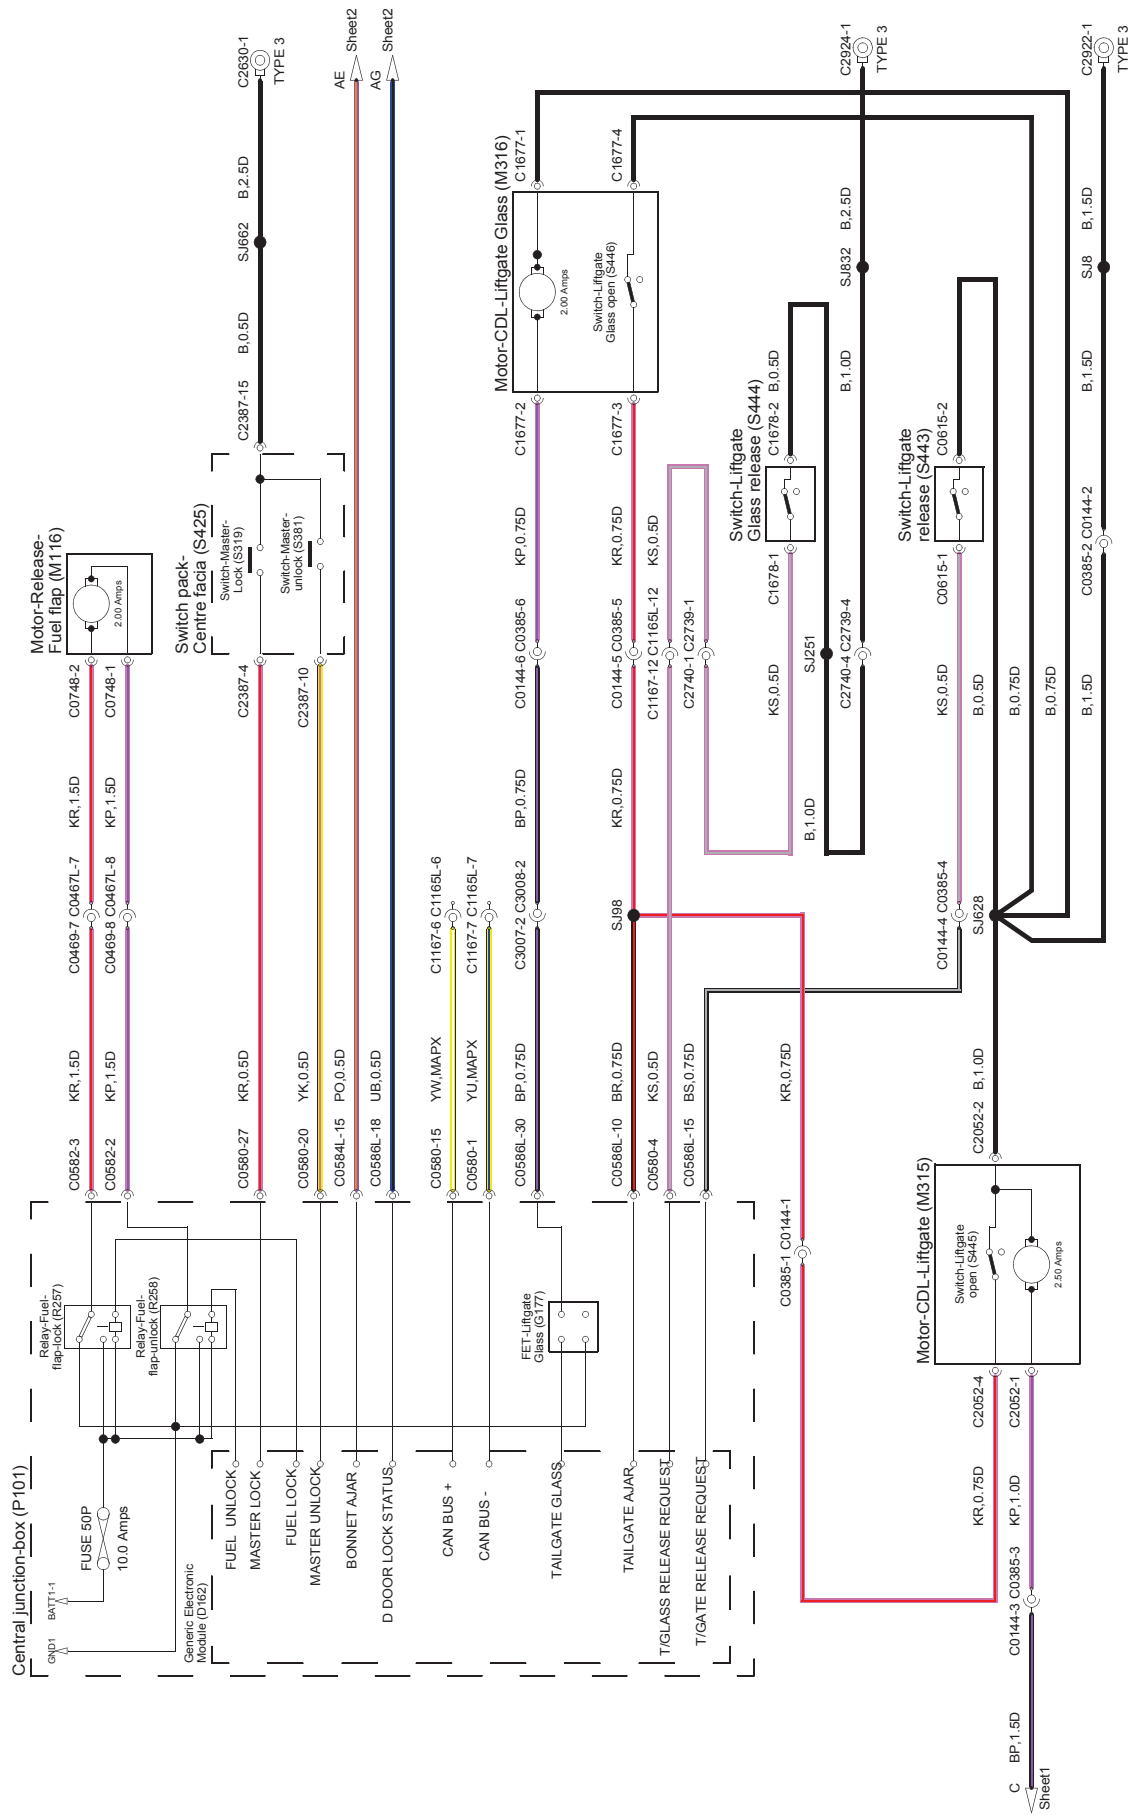 Central junction-box (P101)
GND1
BATT1-1
FUSE 50P
10.0 Amps
Relay-Fuel-
flap-lock (R257)
Relay-Fuel-
flap-unlock (R258)
FET-Liftgate
Glass (G177)
Generic Electronic
Module (D162)
FUEL UNLOCK
MASTER LOCK
FUEL LOCK
MASTER UNLOCK
BONNET AJAR
D DOOR LOCK STATUS
CAN BUS +
CAN BUS -
TAILGATE GLASS
TAILGATE AJAR
T/GLASS RELEASE REQUEST
T/GATE RELEASE REQUEST
C0582-3
KR,1.5D
C0469-7
C0467L-7
KR,1.5D
C0748-2
C0582-2
KP,1.5D
C0469-8
C0467L-8
KP,1.5D
C0748-1
Motor-Release-
Fuel flap (M116)
2.00 Amps
C0580-27
KR,0.5D
C2387-4
C0580-20
YK,0.5D
C2387-10
Switch pack-
Centre facia (S425)
Switch-Master-
Lock (S319)
Switch-Master-
unlock (S381)
C2387-15
B,0.5D
SJ662
B,2.5D
C2630-1
TYPE 3
C0584L-15
PO,0.5D
AE
Sheet2
C0586L-18
UB,0.5D
AG
Sheet2
C0580-15
YW,MAPX
C1167-6
C1165L-6
C0580-1
YU,MAPX
C1167-7
C1165L-7
C0586L-30
BP,0.75D
C3007-2
C3008-2
BP,0.75D
C0144-6
C0385-6
KP,0.75D
C1677-2
Motor-CDL-Liftgate Glass (M316)
2.00 Amps
Switch-Liftgate
Glass open (S446)
C1677-1
C1677-4
C0586L-10
BR,0.75D
SJ98
KR,0.75D
C0144-5
C0385-5
KR,0.75D
C1677-3
C0580-4
KS,0.5D
C1167-12
C1165L-12
KS,0.5D
C2740-1
C2739-1
C0586L-15
BS,0.75D
KS,0.5D
C1678-1
Switch-Liftgate
Glass release (S444)
C1678-2
B,0.5D
B,1.0D
SJ251
C2740-4
C2739-4
B,1.0D
SJ832
B,2.5D
C2924-1
TYPE 3
KR,0.75D
C0385-1
C0144-1
C0144-4
C0385-4
KS,0.5D
C0615-1
Switch-Liftgate
release (S443)
C0615-2
SJ628
B,0.5D
B,0.75D
B,0.75D
B,1.5D
C0385-2
C0144-2
B,1.5D
SJ8
B,1.5D
C2922-1
TYPE 3
C2052-2
B,1.0D
Motor-CDL-Liftgate (M315)
Switch-Liftgate
open (S445)
2.50 Amps
KR,0.75D
C2052-4
C
Sheet1
BP,1.5D
C0144-3
C0385-3
KP,1.0D
C2052-1